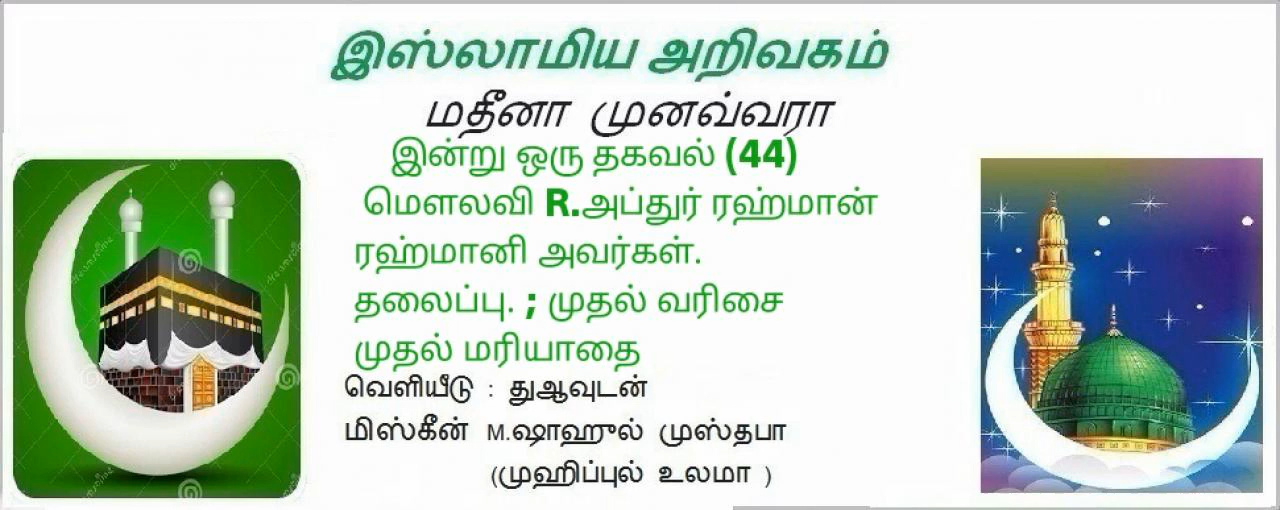 இஸ்லாமிய அறிவகம்
மதீனா முனவ்வரா
இன்று ஒரு தகவல் (44)
மௌலவி R.அப்துர் ரஹ்மான்
ரஹ்மானி அவர்கள்.
தலைப்பு. ; முதல் வரிசை
முதல் மரியாதை
வெளியீடு : துஆவுடன்
மிஸ்கீன் M.ஷாஹுல் முஸ்தபா
(முஹிப்புல் உலமா )